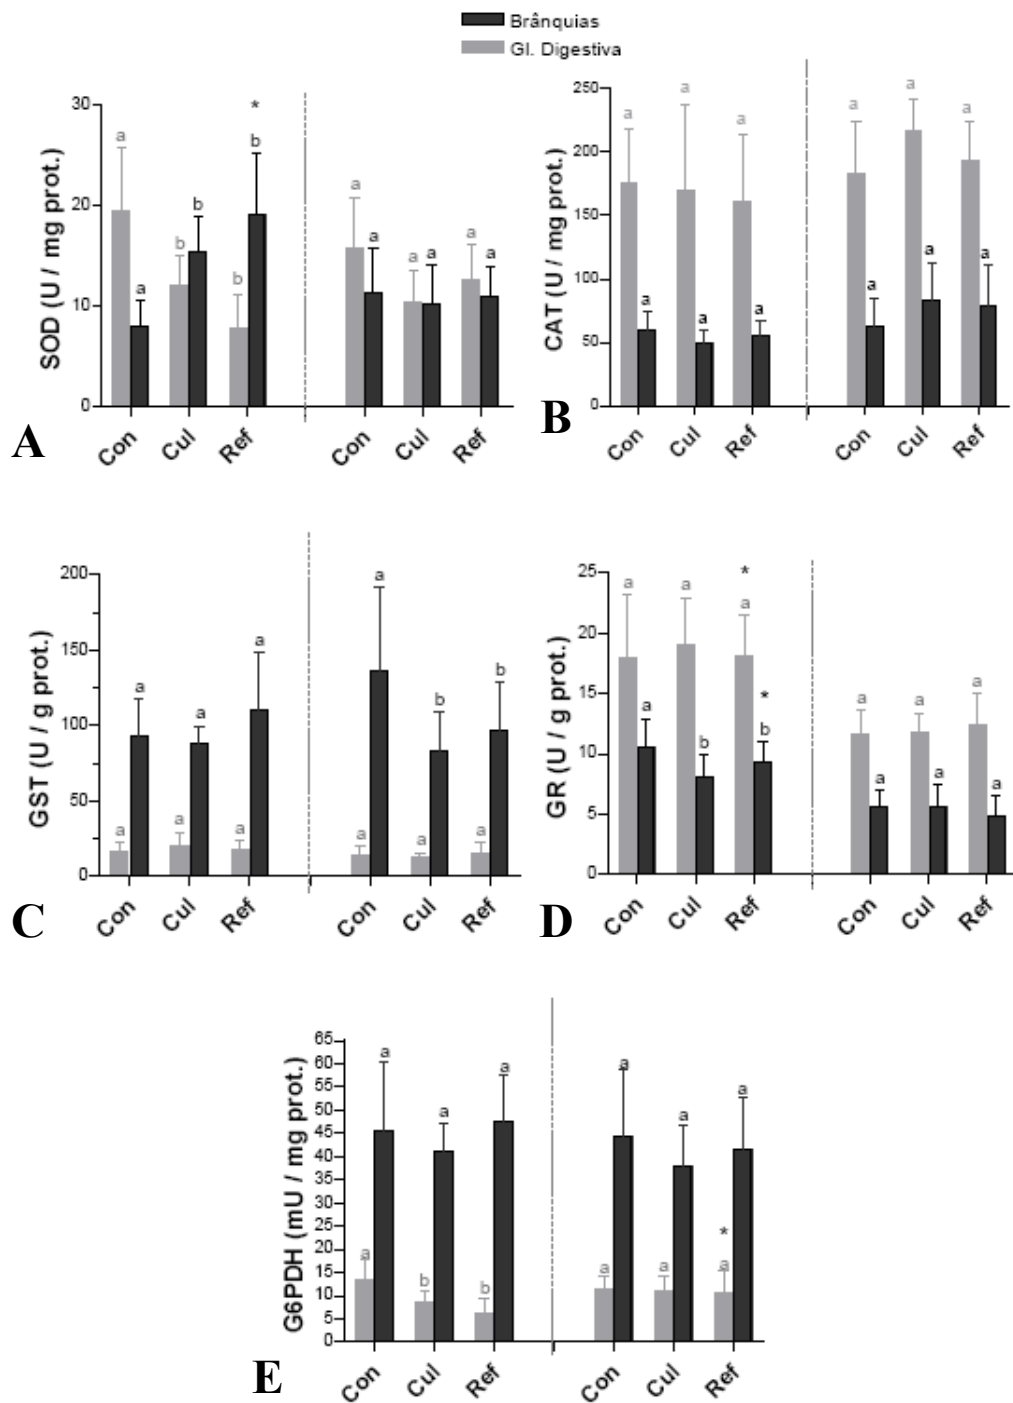 Brânquias
Gl. Digestiva
SOD (U / mg prot.)
30
20
10
0
a
a
b
b
b
b
*
a
a
a
a
a
a
Con
Cul
Ref
Con
Cul
Ref
A
CAT (U / mg prot.)
250
200
150
100
50
0
a
a
a
a
a
a
a
a
a
a
a
a
Con
Cul
Ref
Con
Cul
Ref
B
GST (U / g prot.)
200
150
100
50
0
a
a
a
a
a
a
a
a
a
b
a
b
Con
Cul
Ref
Con
Cul
Ref
C
GR (U / g prot.)
25
20
15
10
5
0
a
a
a
b
*
a
*
b
a
a
a
a
a
a
Con
Cul
Ref
Con
Cul
Ref
D
G6PDH (mU / mg prot.)
65
60
55
50
45
40
35
30
25
20
15
10
5
0
a
a
b
a
b
a
a
a
a
a
*
a
a
Con
Cul
Ref
Con
Cul
Ref
E